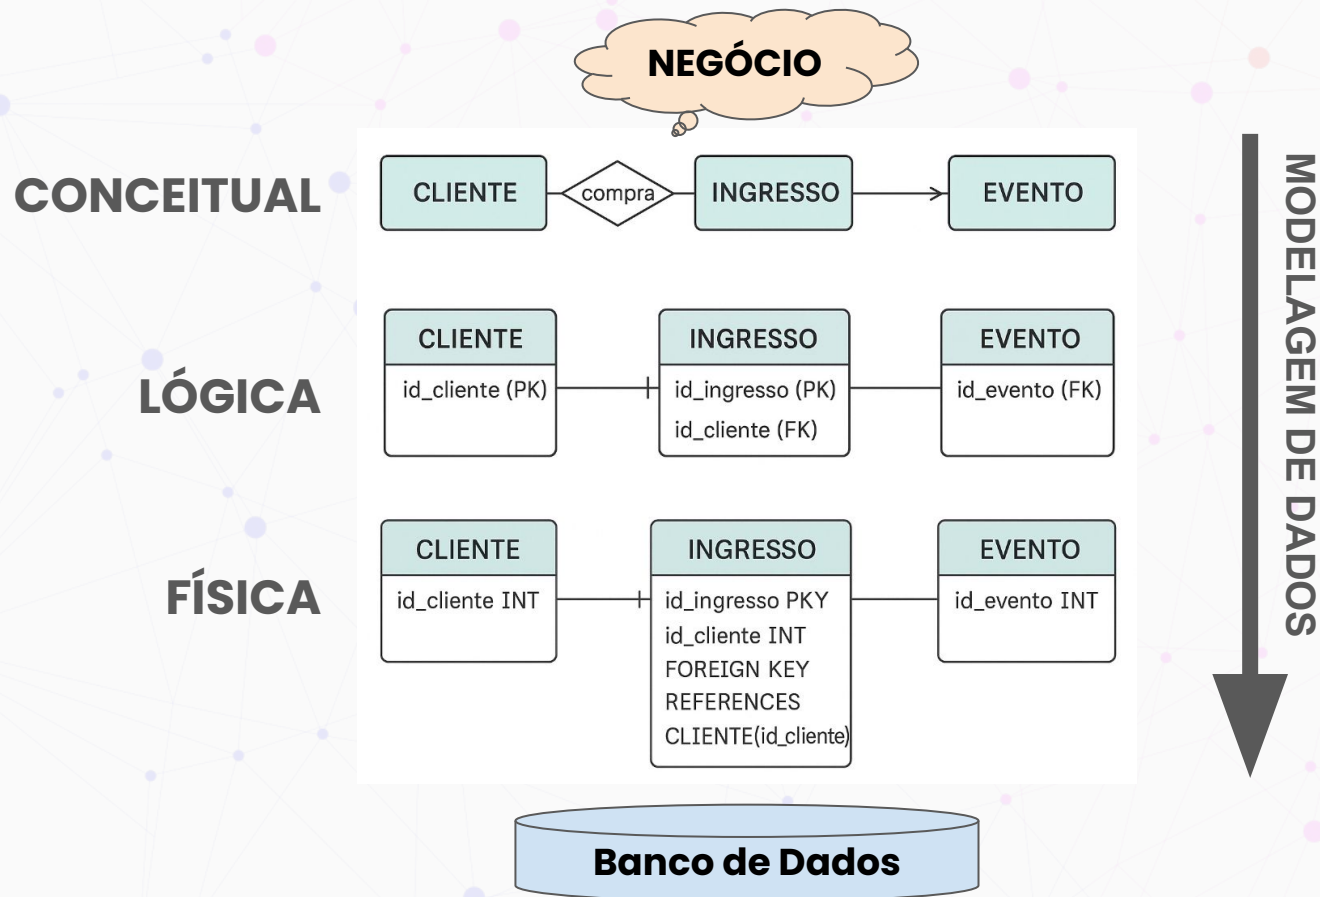 NEGÓCIO
CONCEITUAL
CLIENTE
compra
INGRESSO
EVENTO
LÓGICA
CLIENTE
id_cliente (PK)
INGRESSO
id_ingresso (PK)
id_cliente (FK)
EVENTO
id_evento (FK)
FÍSICA
CLIENTE
id_cliente INT
INGRESSO
id_ingresso PKY
id_cliente INT
FOREIGN KEY
REFERENCES
CLIENTE(id_cliente)
EVENTO
id_evento INT
MODELAGEM DE DADOS
Banco de Dados